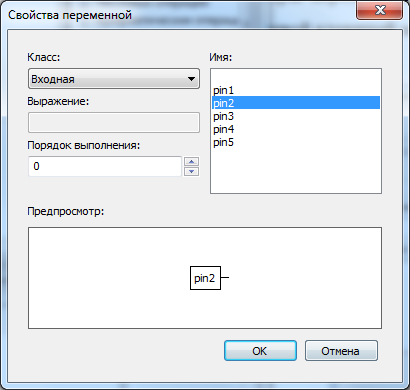 Свойства переменной
Класс:
Входная
Выражение:
Порядок выполнения:
0
Имя:
pin1
pin2
pin3
pin4
pin5
Предпросмотр:
pin2
OK
Отмена